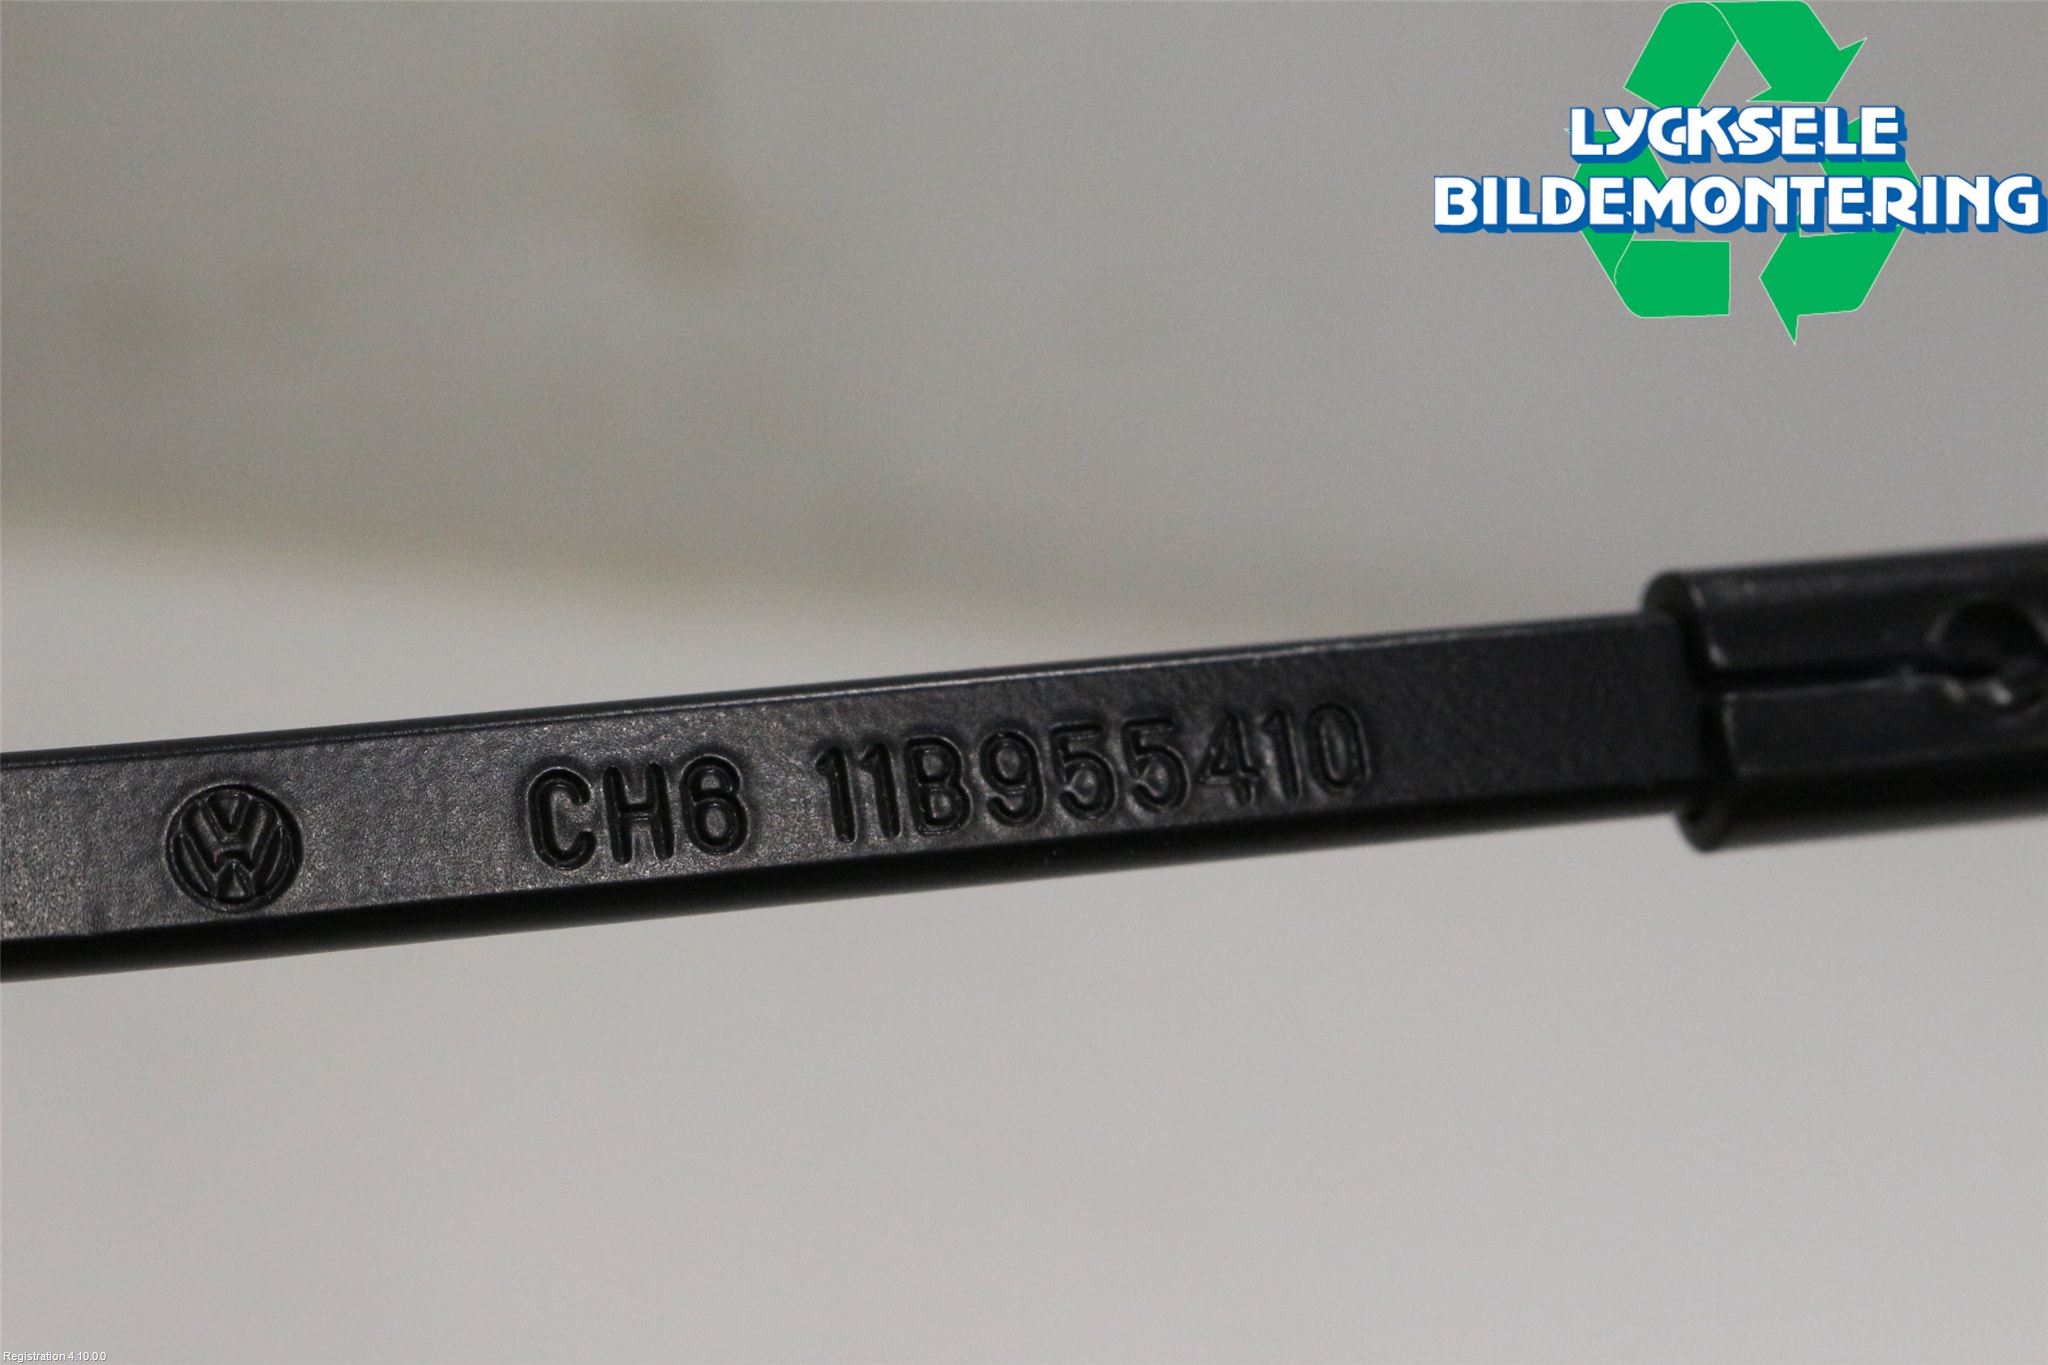 LYCKSELE
BILDEMONTERING
CH6 11B955410
Registration 4.10.0.0